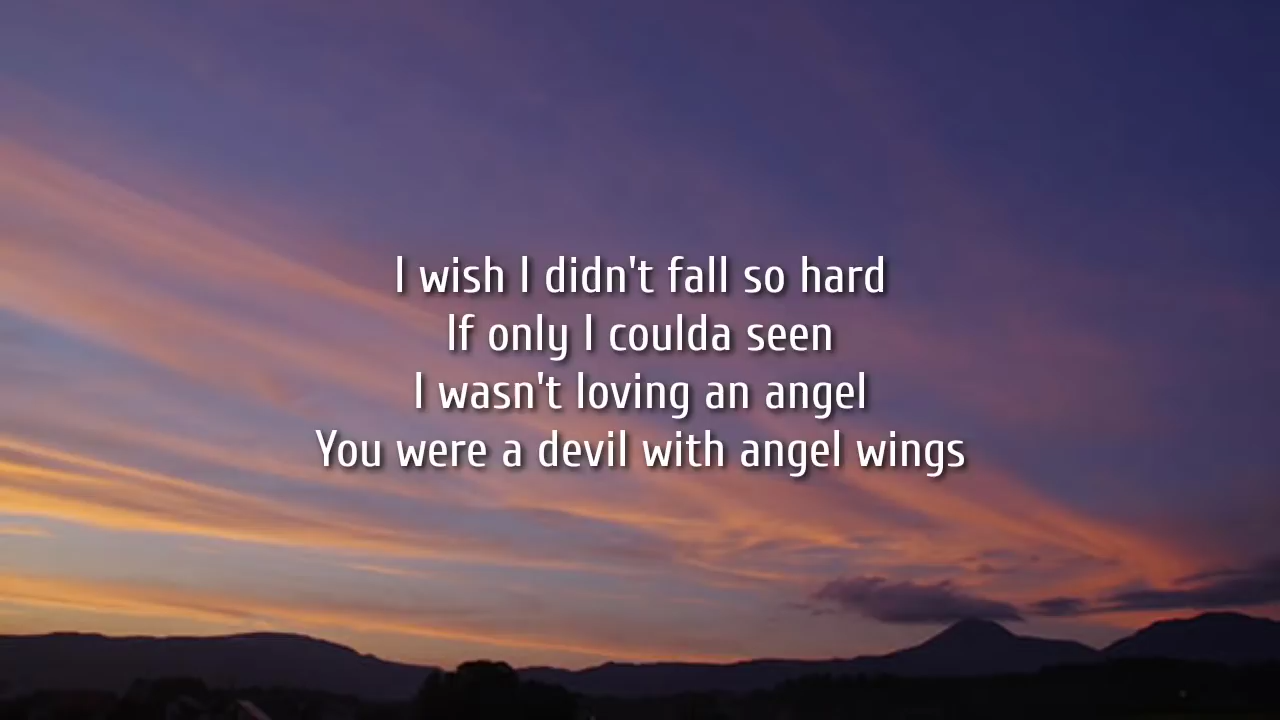 I wish I didn't fall so hard
If only I coulda seen
I wasn't loving an angel
You were a devil with angel wings